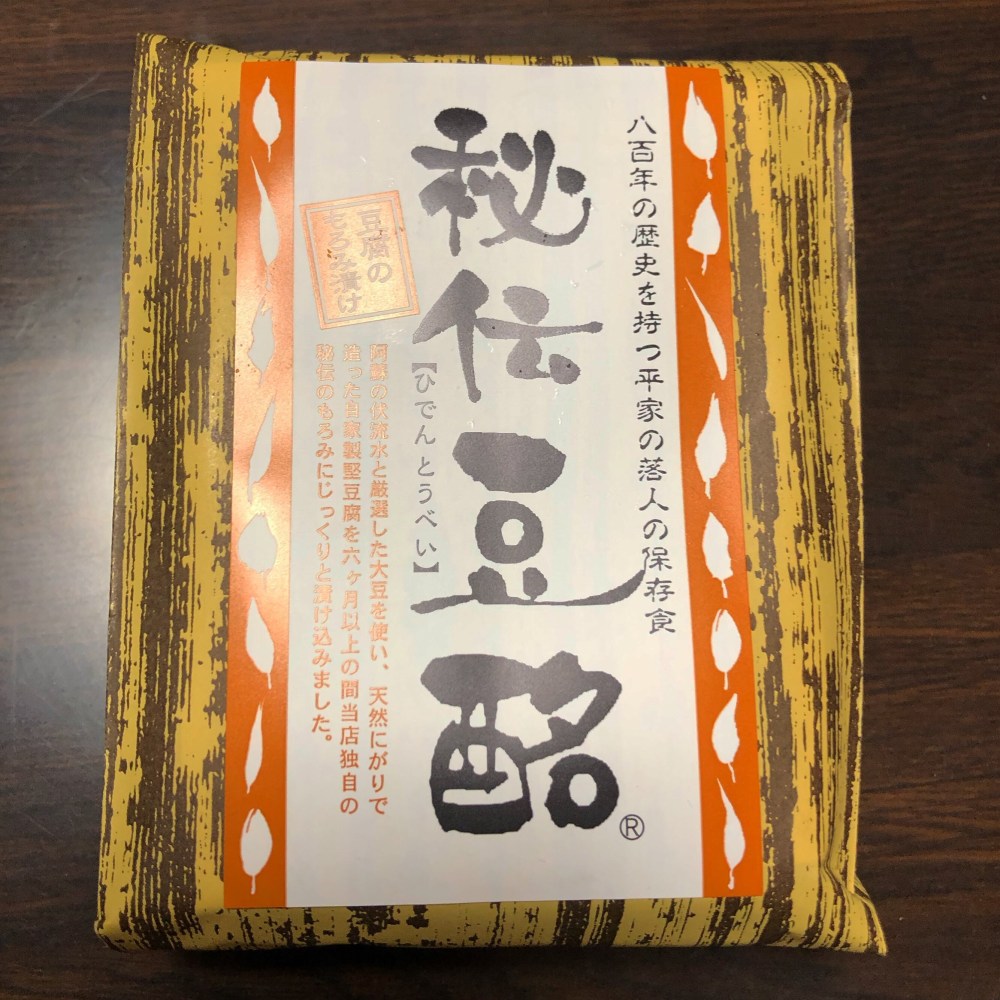 八百年の歴史を持つ平家の落人の保存食
秘伝豆酩
®
【ひでんとうべい】
豆腐の
もろみ漬け
阿蘇の伏流水と厳選した大豆を使い、天然にがりで
造った自家製堅豆腐を六ヶ月以上の間当店独自の
秘伝のもろみにじっくりと漬け込みました。